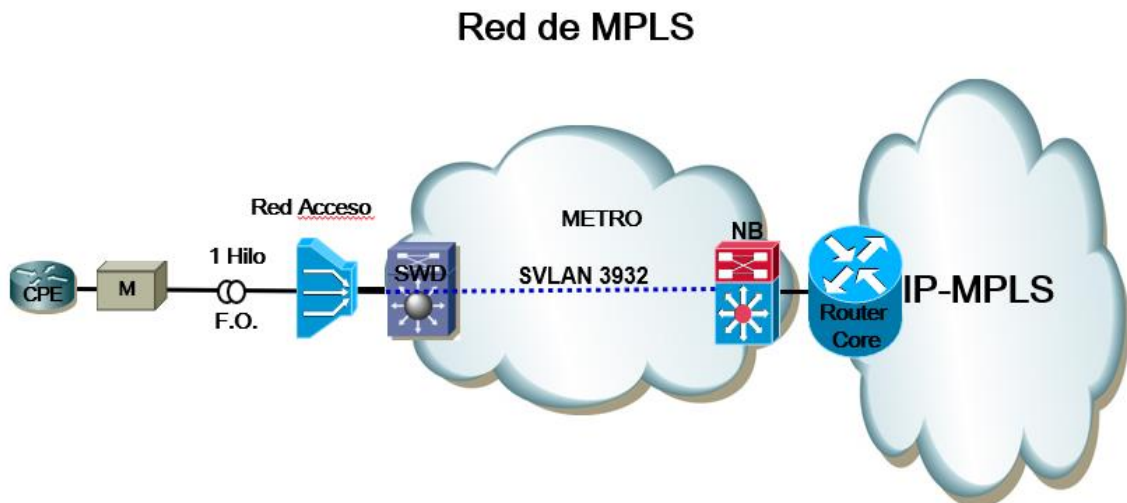 Red de MPLS
Red Acceso
METRO
NB
1 Hilo
SWD
SVLAN 3932
CPE
M
F.O.
IP-MPLS
Router
Core